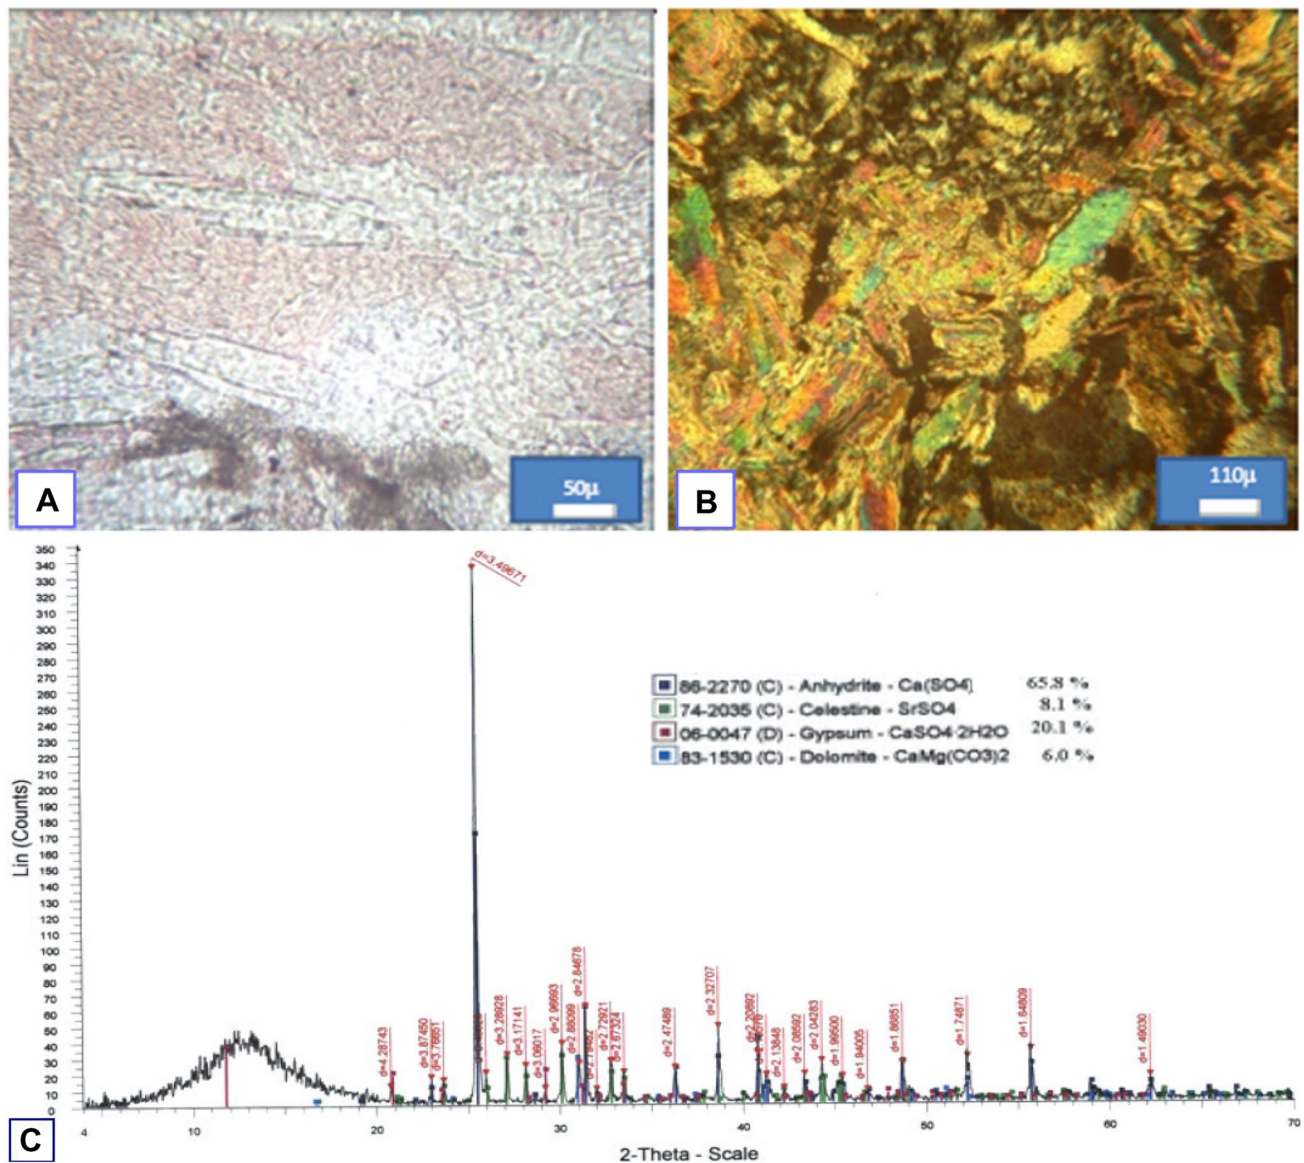 A
50µ
B
110µ
86-2270 (C) - Anhydrite - Ca(SO4) 65.8 %
74-2035 (C) - Celestine - SrSO4 8.1 %
06-0047 (D) - Gypsum - CaSO4·2H2O 20.1 %
83-1530 (C) - Dolomite - CaMg(CO3)2 6.0 %
Lin (Counts)
350
340
330
320
310
300
290
280
270
260
250
240
230
220
210
200
190
180
170
160
150
140
130
120
110
100
90
80
70
60
50
40
30
20
10
0
d=4.28743
d=3.87450
d=3.76651
d=3.49671
d=3.28928
d=3.17141
d=3.06017
d=2.96693
d=2.88099
d=2.84678
d=2.72921
d=2.67324
d=2.47489
d=2.32707
d=2.20892
d=2.13848
d=2.08592
d=2.04283
d=1.99500
d=1.94005
d=1.86851
d=1.74871
d=1.64809
d=1.49030
4 10 20 30 40 50 60 70
2-Theta - Scale
C